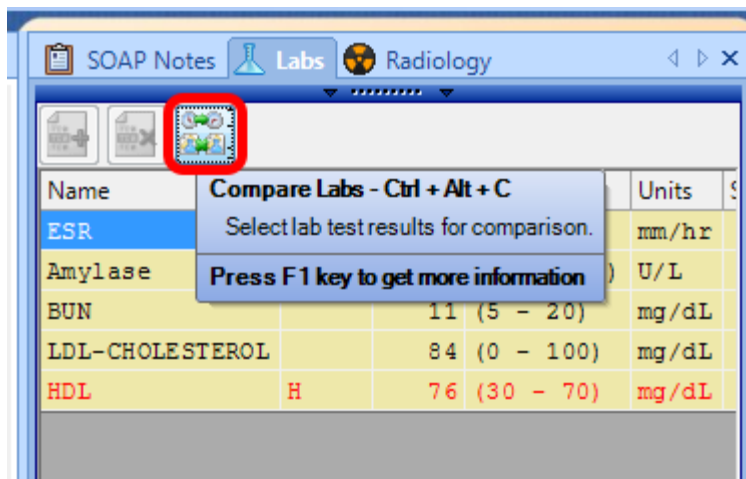 SOAP Notes Labs Radiology
Name Units
Compare Labs - Ctrl + Alt + C
Select lab test results for comparison.
Press F1 key to get more information
ESR mm/hr
Amylase ) U/L
BUN 11 (5 - 20) mg/dL
LDL-CHOLESTEROL 84 (0 - 100) mg/dL
HDL H 76 (30 - 70) mg/dL